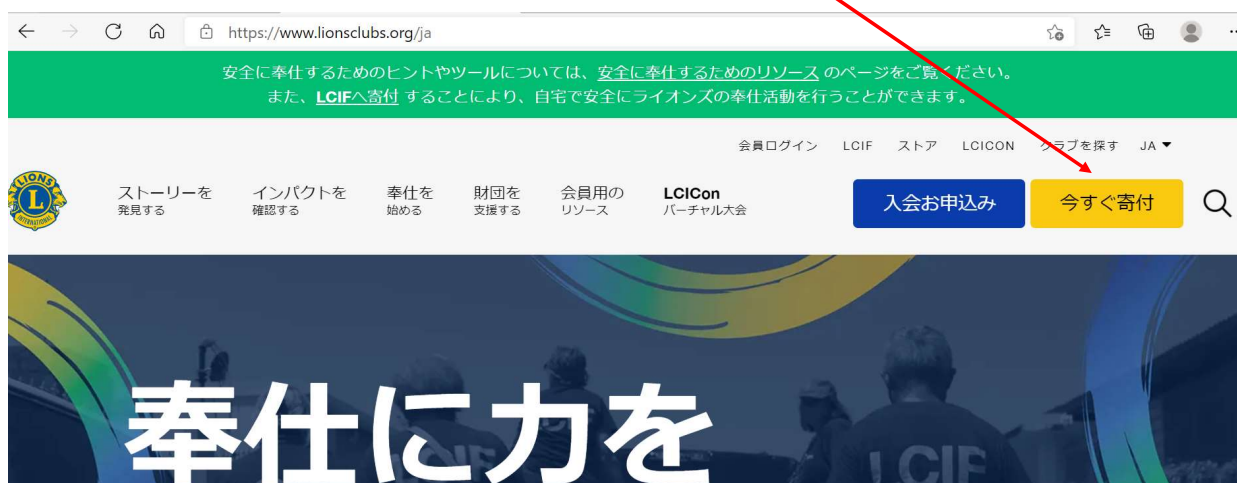 https://www.lionsclubs.org/ja
安全に奉仕するためのヒントやツールについては、安全に奉仕するためのリソース のページをご覧ください。
また、LCIFへ寄付 することにより、自宅で安全にライオンズの奉仕活動を行うことができます。
会員ログイン LCIF ストア LCICON クラブを探す JA
LIONS
L
INTERNATIONAL
ストーリーを
発見する
インパクトを
確認する
奉仕を
始める
財団を
支援する
会員用の
リソース
LCICon
バーチャル大会
入会お申込み
今すぐ寄付
奉仕に力を
LCIF